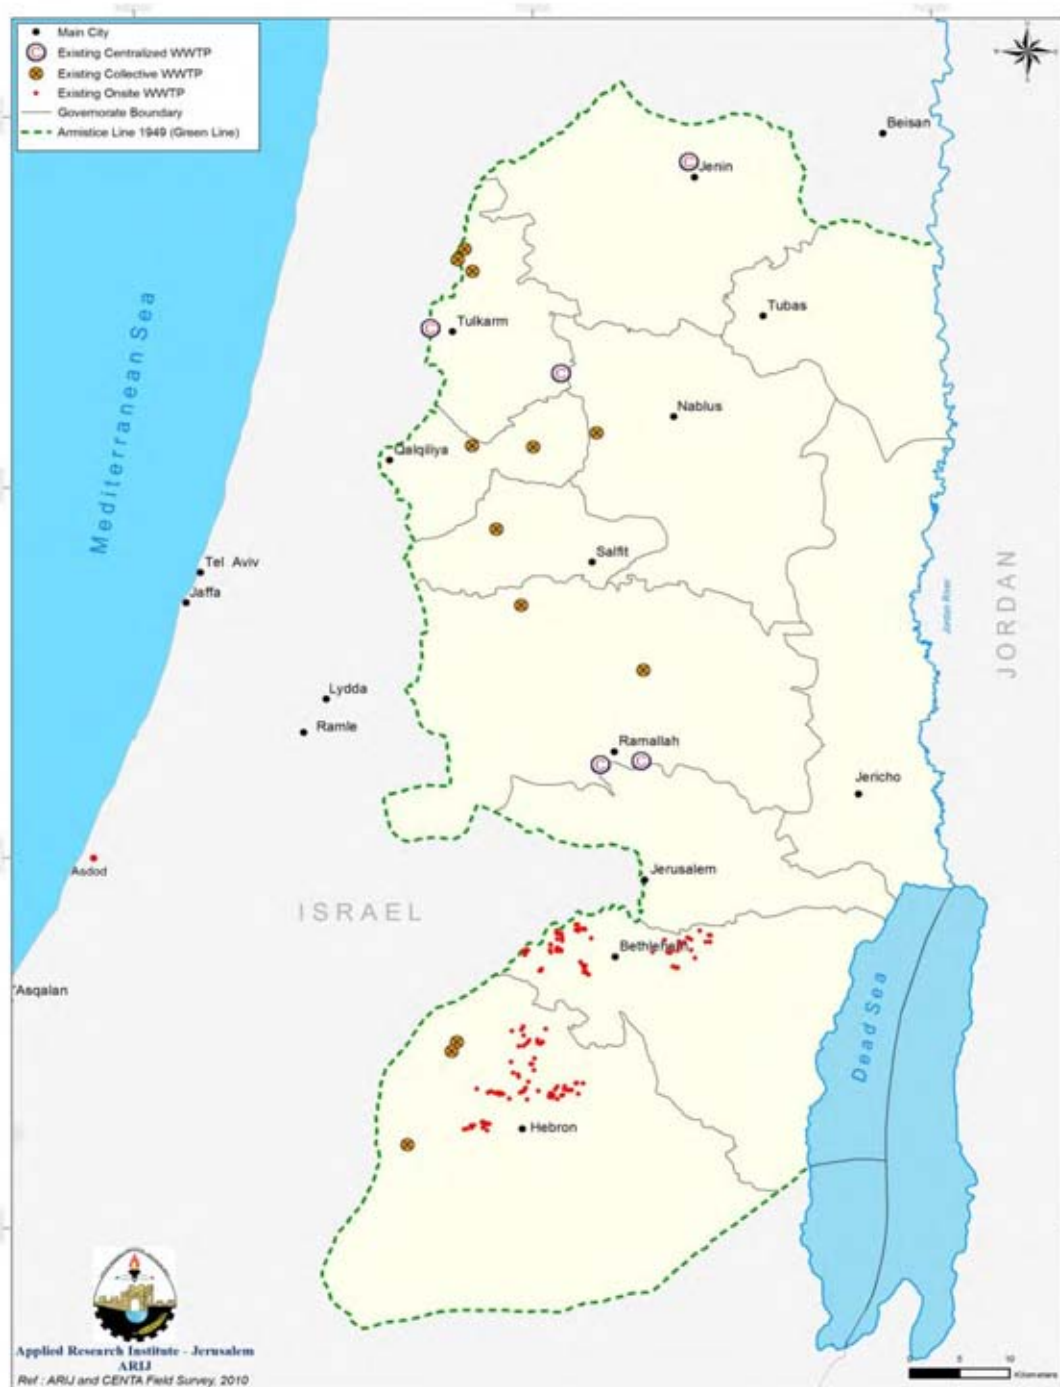 Main City
Existing Centralized WWTP
Existing Collective WWTP
Existing Onsite WWTP
Governorate Boundary
Armistice Line 1949 (Green Line)
Beisan
C Jenin
Tubas
C Tulkarm
C
Nablus
Qalqiliya
Mediterranean Sea
Salfit
Tel Aviv
Jaffa
JORDAN
Jordan River
Lydda
Ramle
Ramallah
C C
Jericho
Asdod
Jerusalem
ISRAEL
Bethlehem
'Asqalan
Dead Sea
Hebron
Applied Research Institute - Jerusalem
ARIJ
Ref : ARIJ and CENTA Field Survey, 2010
5 10
Kilometers